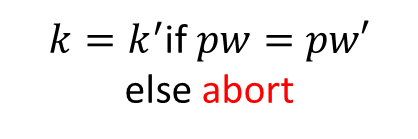 k = k′if pw = pw′
else abort